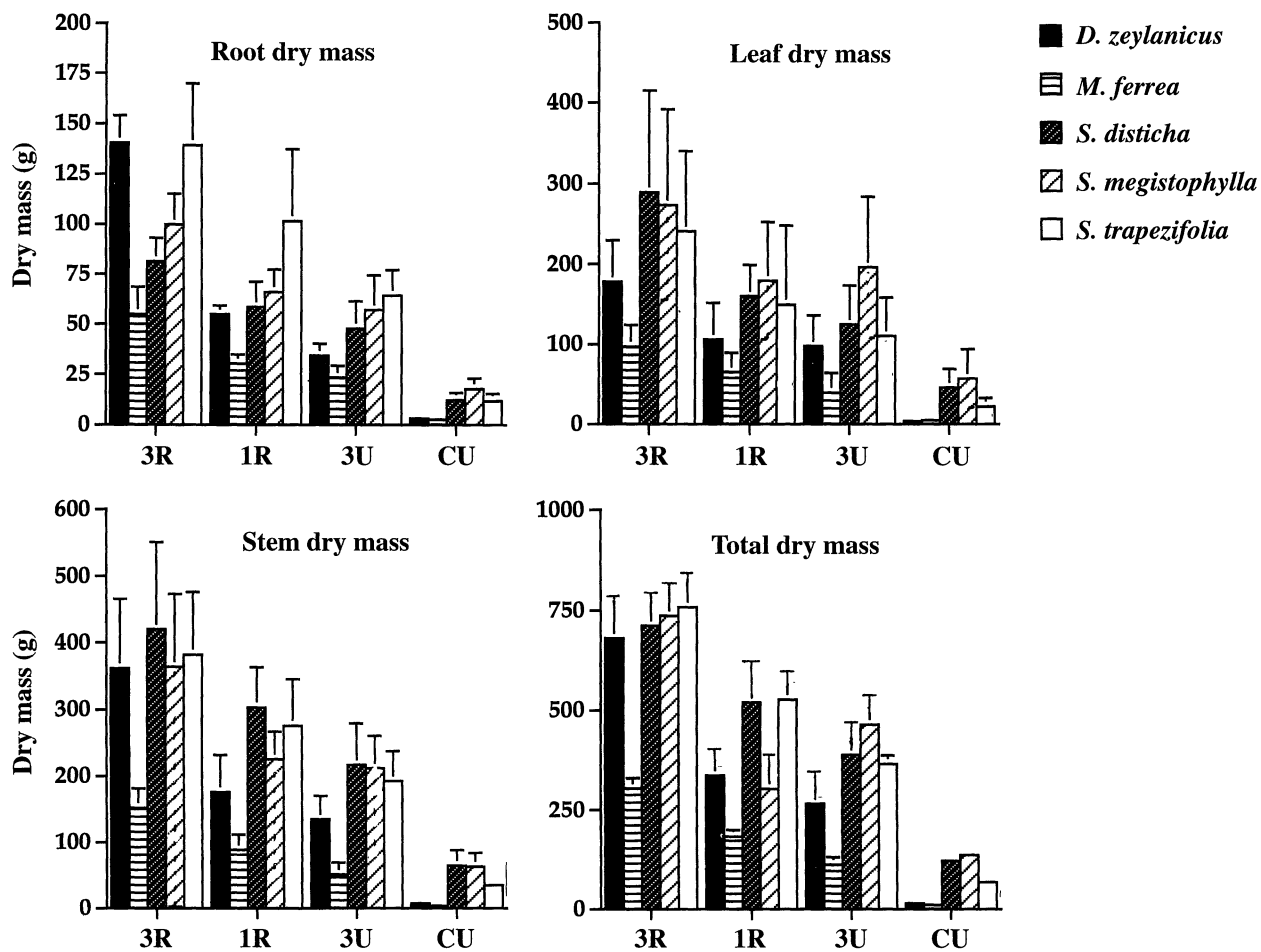 Root dry mass
Dry mass (g)
200
175
150
125
100
75
50
25
0
3R 1R 3U CU
Leaf dry mass
500
400
300
200
100
0
3R 1R 3U CU
D. zeylanicus
M. ferrea
S. disticha
S. megistophylla
S. trapezifolia
Stem dry mass
Dry mass (g)
600
500
400
300
200
100
0
3R 1R 3U CU
Total dry mass
1000
750
500
250
0
3R 1R 3U CU